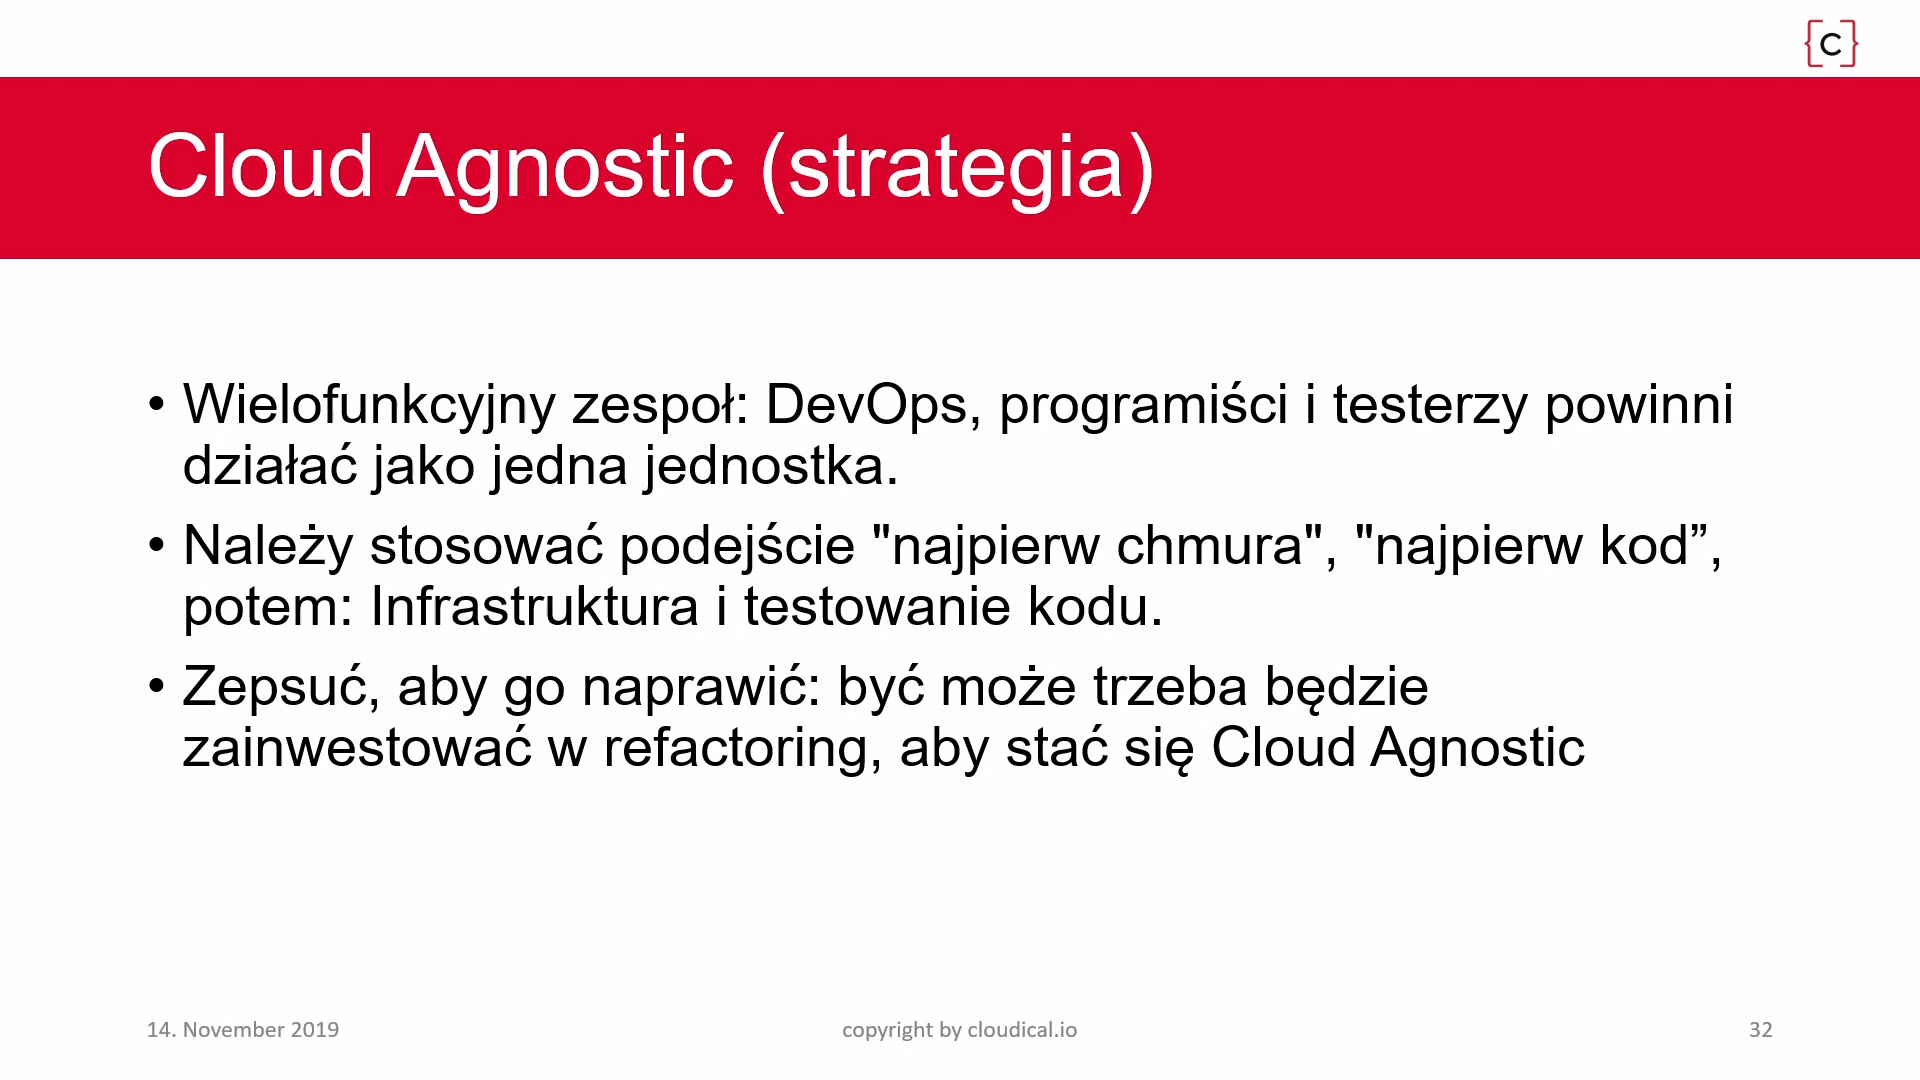 [C]
Cloud Agnostic (strategia)
• Wielofunkcyjny zespoł: DevOps, programiści i testerzy powinni
działać jako jedna jednostka.
• Należy stosować podejście "najpierw chmura", "najpierw kod”,
potem: Infrastruktura i testowanie kodu.
• Zepsuć, aby go naprawić: być może trzeba będzie
zainwestować w refactoring, aby stać się Cloud Agnostic
14. November 2019
copyright by cloudical.io
32